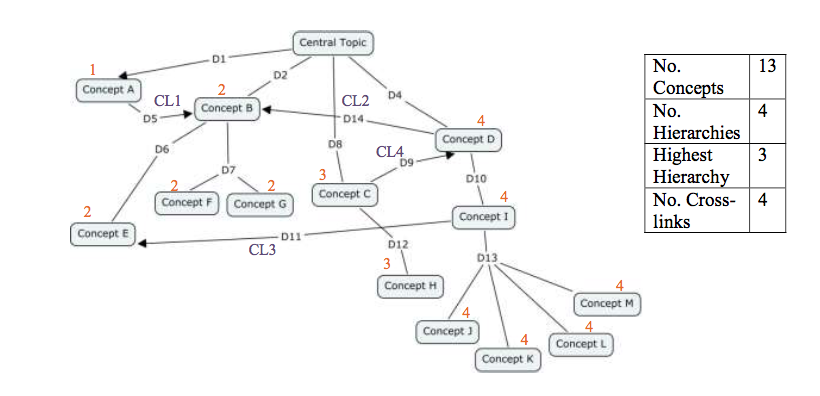 Central Topic
D1
D2
D4
1
Concept A
CL1
D5
2
Concept B
CL2
D14
4
Concept D
D6
D7
D8
CL4
D9
D10
3
Concept C
2
Concept F
2
Concept G
2
Concept E
4
Concept I
D11
CL3
D12
D13
3
Concept H
4
Concept M
4
Concept J
4
Concept L
4
Concept K
No. 13
Concepts
No. 4
Hierarchies
Highest 3
Hierarchy
No. Cross- 4
links